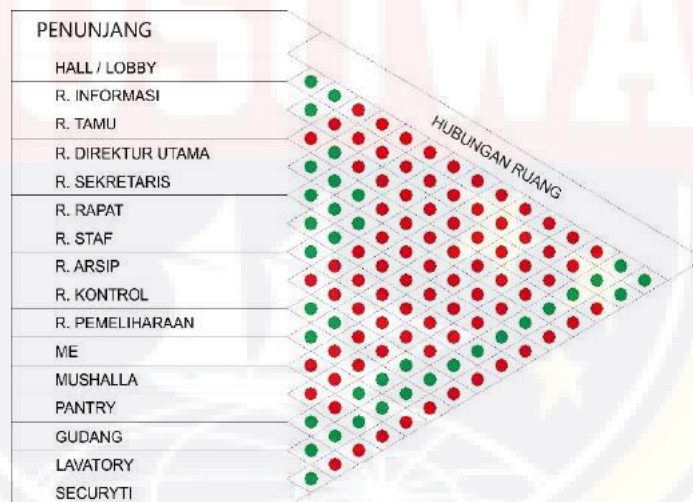 PENUNJANG
HALL / LOBBY
R. INFORMASI
R. TAMU
R. DIREKTUR UTAMA
R. SEKRETARIS
R. RAPAT
R. STAF
R. ARSIP
R. KONTROL
R. PEMELIHARAAN
ME
MUSHALLA
PANTRY
GUDANG
LAVATORY
SECURYTI
HUBUNGAN RUANG